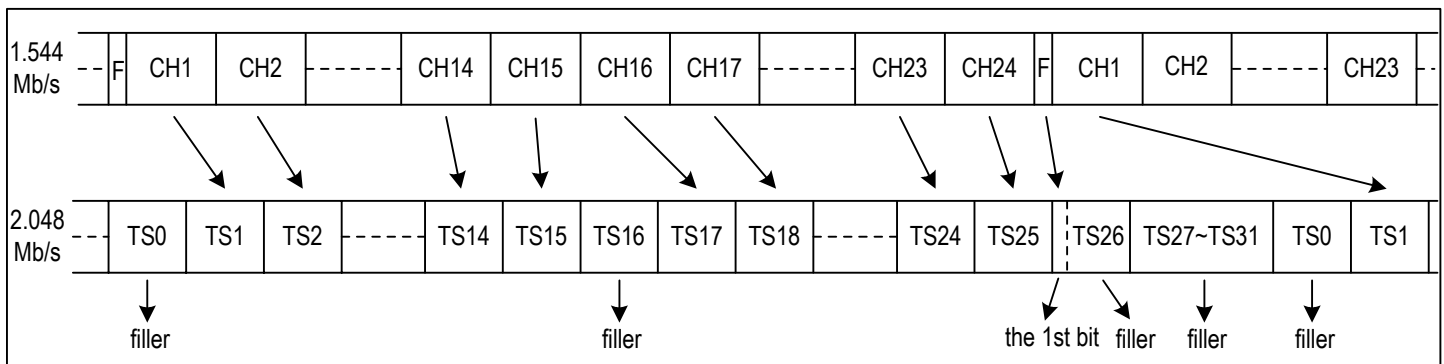 1.544 Mb/s F CH1 CH2 CH14 CH15 CH16 CH17 CH23 CH24 F CH1 CH2 CH23
2.048 Mb/s TS0 TS1 TS2 TS14 TS15 TS16 TS17 TS18 TS24 TS25 TS26 TS27~TS31 TS0 TS1
filler filler the 1st bit filler filler filler